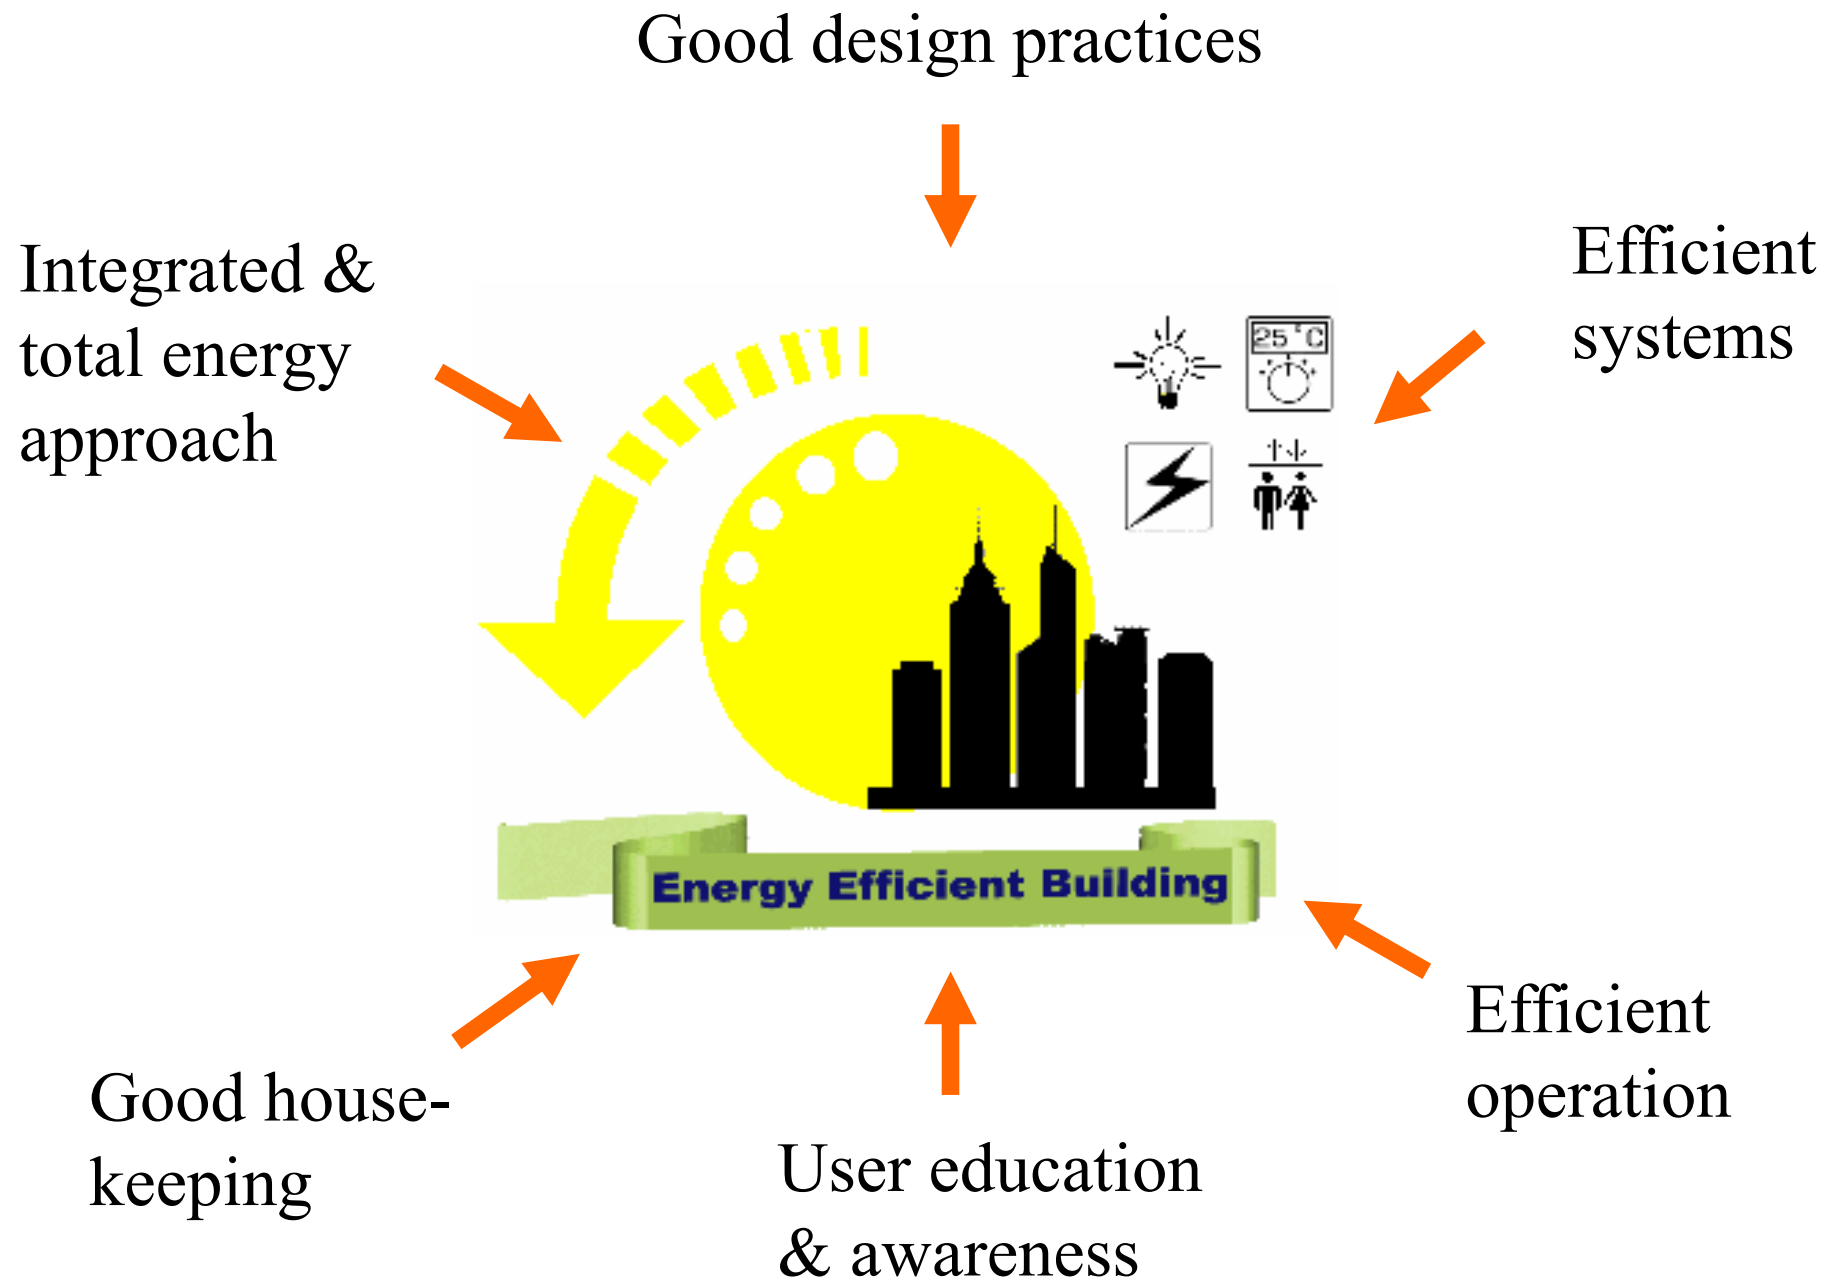 Good design practices
Integrated &
total energy
approach
Efficient
systems
25°C
Energy Efficient Building
Good house-
keeping
User education
& awareness
Efficient
operation